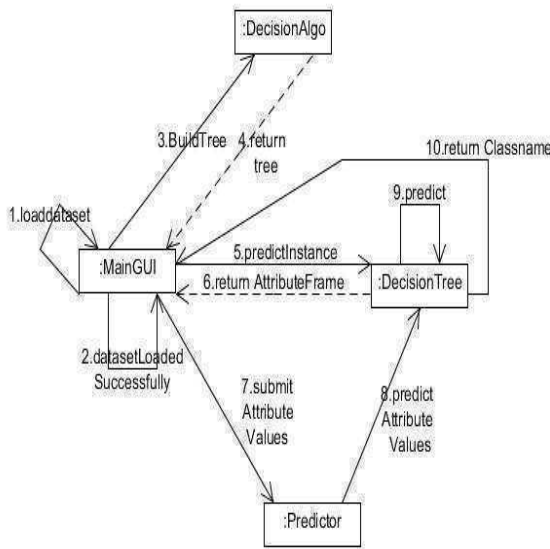 :DecisionAlgo
3.BuildTree
4.return
tree
10.return Classname
1.loaddataset
9.predict
:MainGUI
5.predictInstance
6.return AttributeFrame
:DecisionTree
2.datasetLoaded
Successfully
7.submit
Attribute
Values
8.predict
Attribute
Values
:Predictor